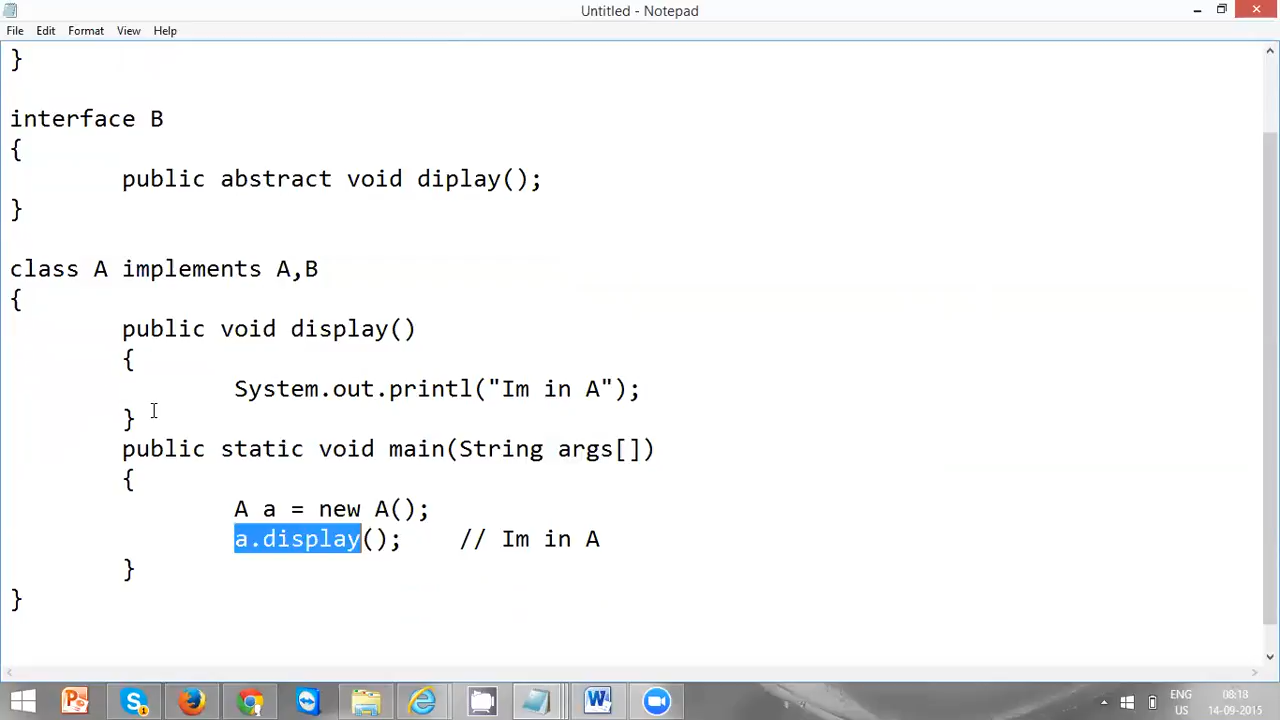 Untitled - Notepad
File Edit Format View Help
}
interface B
{
public abstract void diplay();
}
class A implements A,B
{
public void display()
{
System.out.printl("Im in A");
}
public static void main(String args[])
{
A a = new A();
a.display(); // Im in A
}
}
ENG 08:18
US 14-09-2015